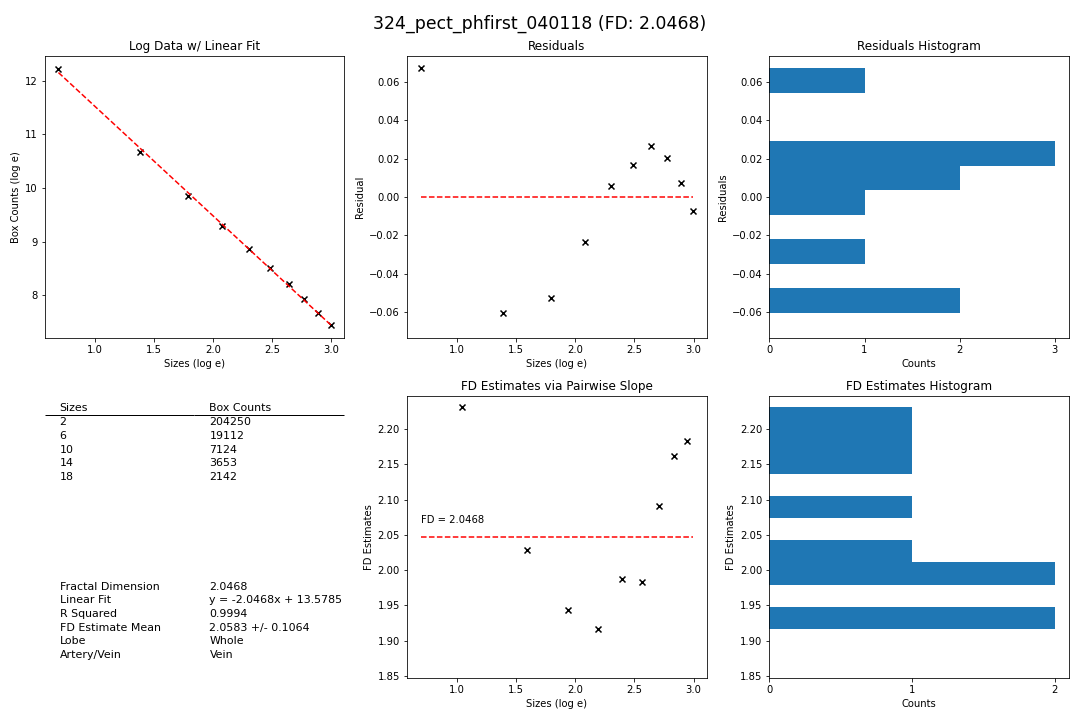 324_pect_phfirst_040118 (FD: 2.0468)
Log Data w/ Linear Fit
Box Counts (log e)
12
11
10
9
8
1.0 1.5 2.0 2.5 3.0
Sizes (log e)
Residuals
Residual
0.06
0.04
0.02
0.00
−0.02
−0.04
−0.06
1.0 1.5 2.0 2.5 3.0
Sizes (log e)
Residuals Histogram
Residuals
0.06
0.04
0.02
0.00
−0.02
−0.04
−0.06
0 1 2 3
Counts
Sizes Box Counts
2 204250
6 19112
10 7124
14 3653
18 2142
Fractal Dimension 2.0468
Linear Fit y = -2.0468x + 13.5785
R Squared 0.9994
FD Estimate Mean 2.0583 +/- 0.1064
Lobe Whole
Artery/Vein Vein
FD Estimates via Pairwise Slope
FD Estimates
2.20
2.15
2.10
2.05
2.00
1.95
1.90
1.85
FD = 2.0468
1.0 1.5 2.0 2.5 3.0
Sizes (log e)
FD Estimates Histogram
FD Estimates
2.20
2.15
2.10
2.05
2.00
1.95
1.90
1.85
0 1 2
Counts